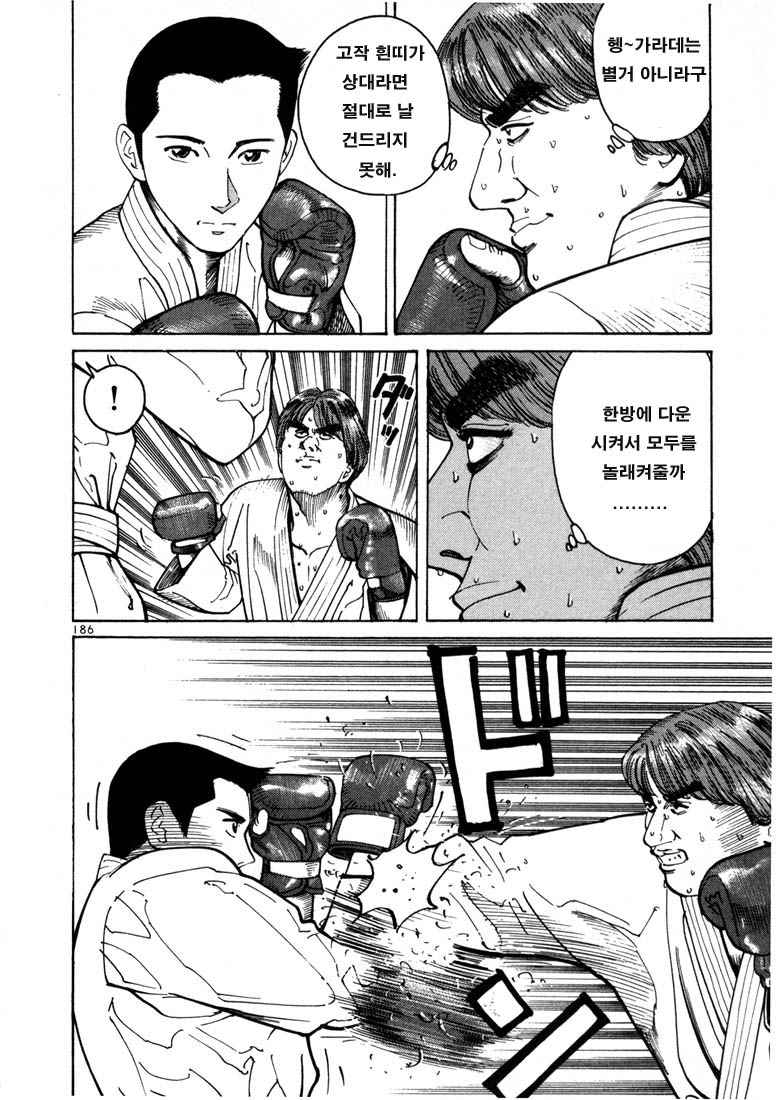 헹~가라데는
별거 아니라구
고작 흰띠가
상대라면
절대로 날
건드리지
못해.
한방에 다운
시켜서 모두를
놀래켜줄까
………
!
ダッ
186
ドン